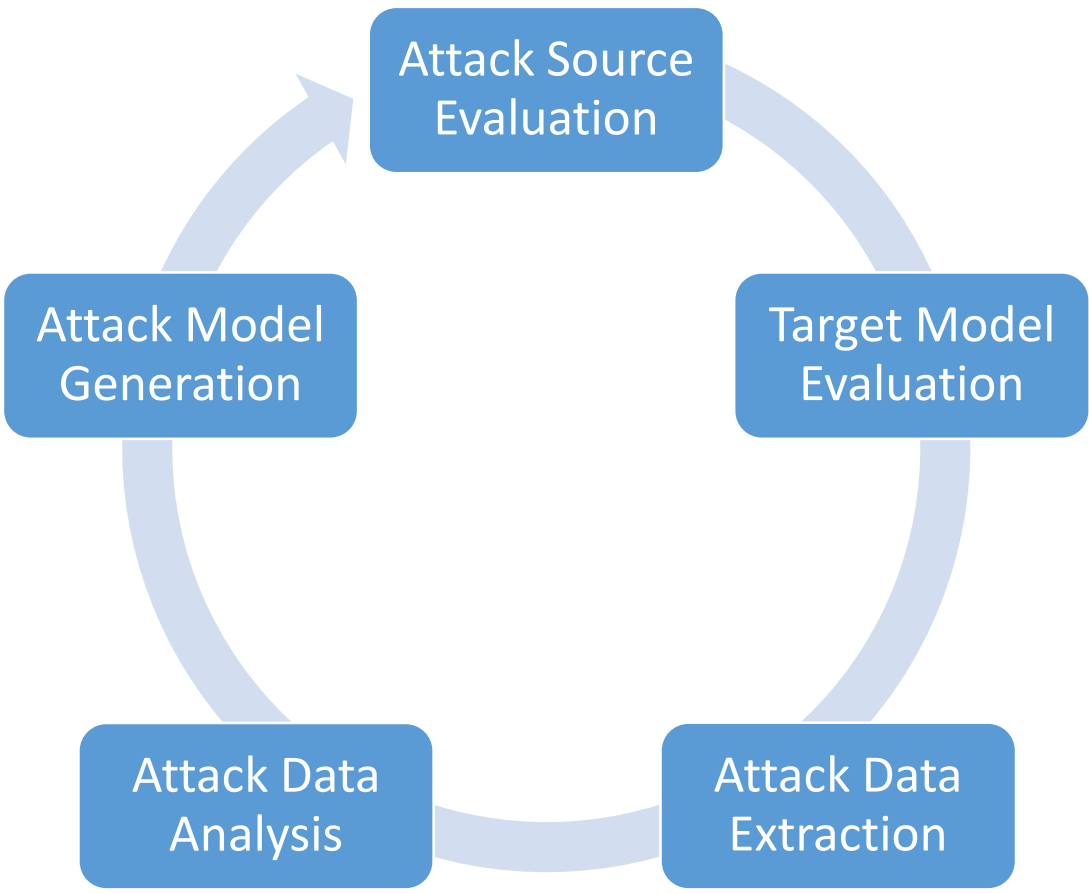 Attack Source
Evaluation
Target Model
Evaluation
Attack Data
Extraction
Attack Data
Analysis
Attack Model
Generation